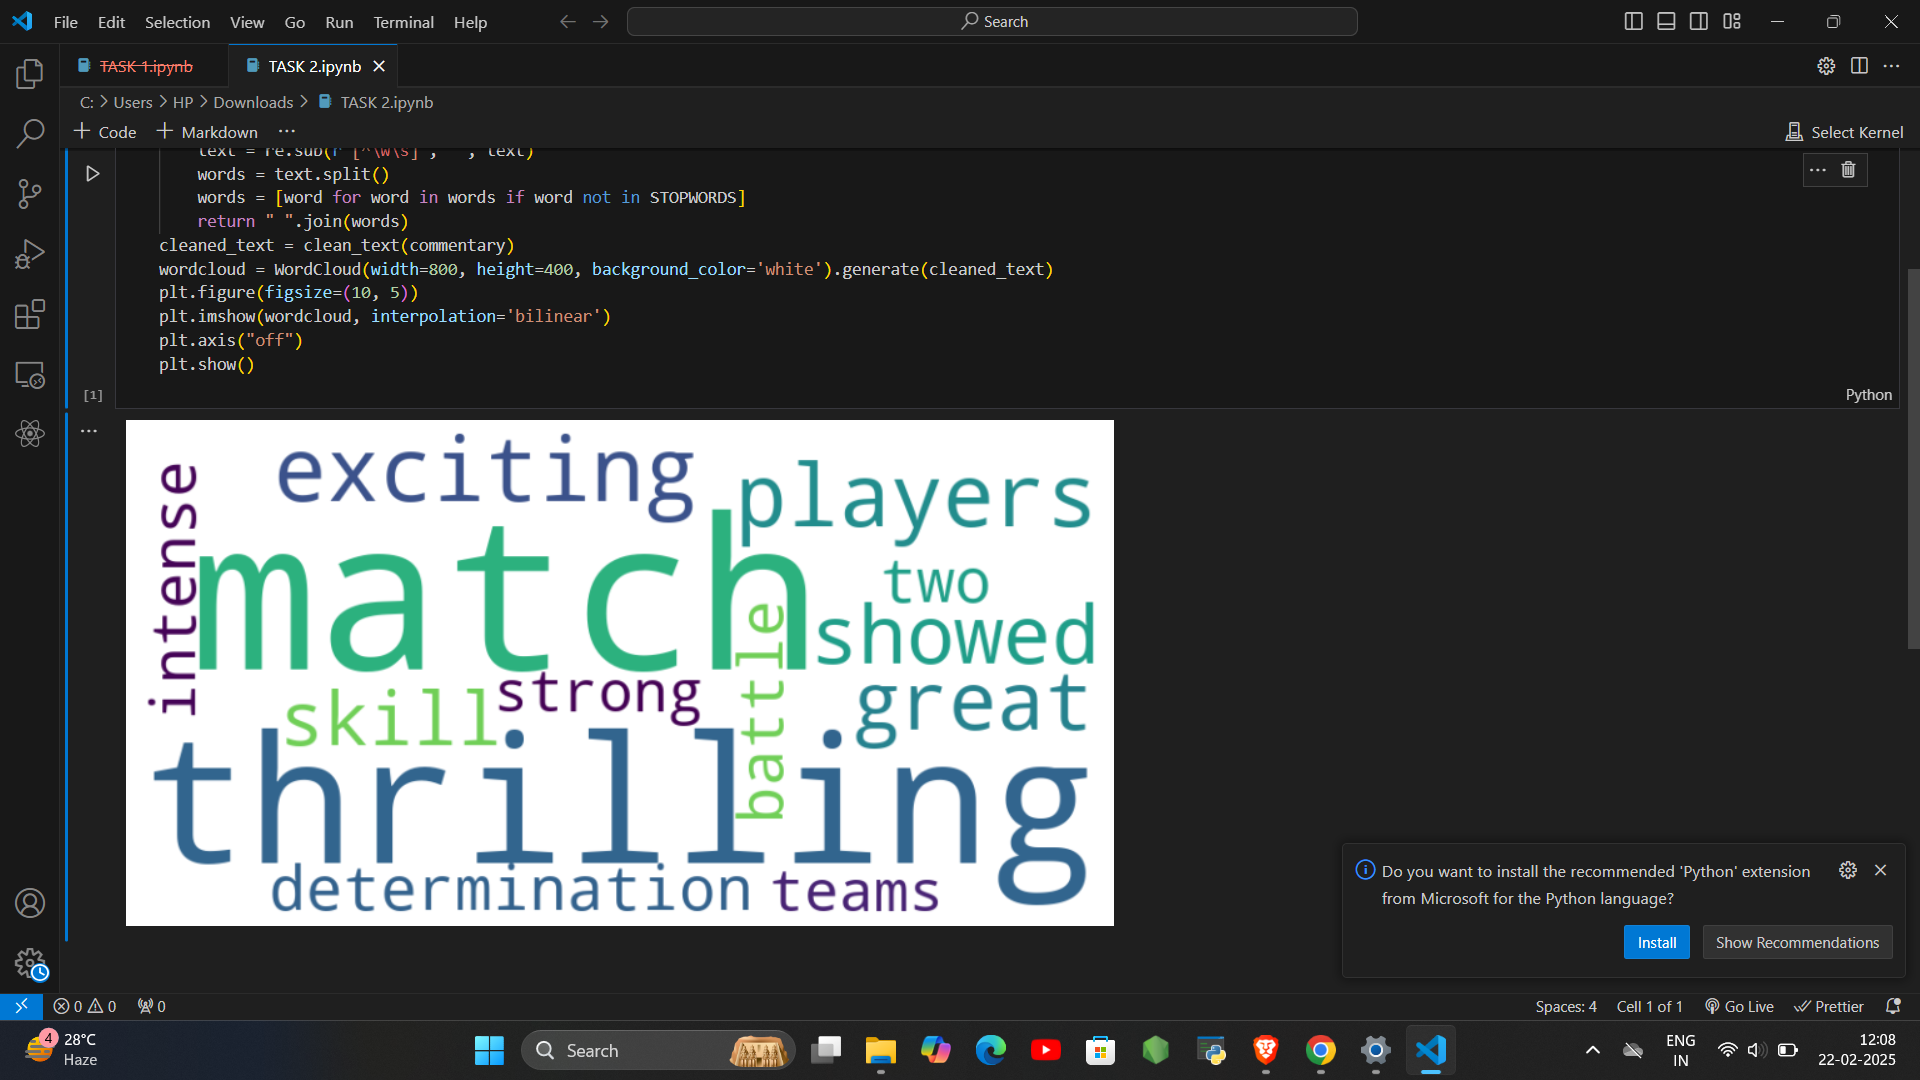 File Edit Selection View Go Run Terminal Help
Search
TASK 1.ipynb
TASK 2.ipynb
C: > Users > HP > Downloads > TASK 2.ipynb
+ Code + Markdown ...
Select Kernel
words = text.split()
words = [word for word in words if word not in STOPWORDS]
return " ".join(words)
cleaned_text = clean_text(commentary)
wordcloud = WordCloud(width=800, height=400, background_color='white').generate(cleaned_text)
plt.figure(figsize=(10, 5))
plt.imshow(wordcloud, interpolation='bilinear')
plt.axis("off")
plt.show()
[1]
Python
exciting
players
intense
match
two
showed
battle
strong
skill
great
thrilling
determination
teams
Do you want to install the recommended 'Python' extension
from Microsoft for the Python language?
Install
Show Recommendations
0 0 0
Spaces: 4 Cell 1 of 1 Go Live Prettier
4
28°C
Haze
Search
ENG
IN
12:08
22-02-2025